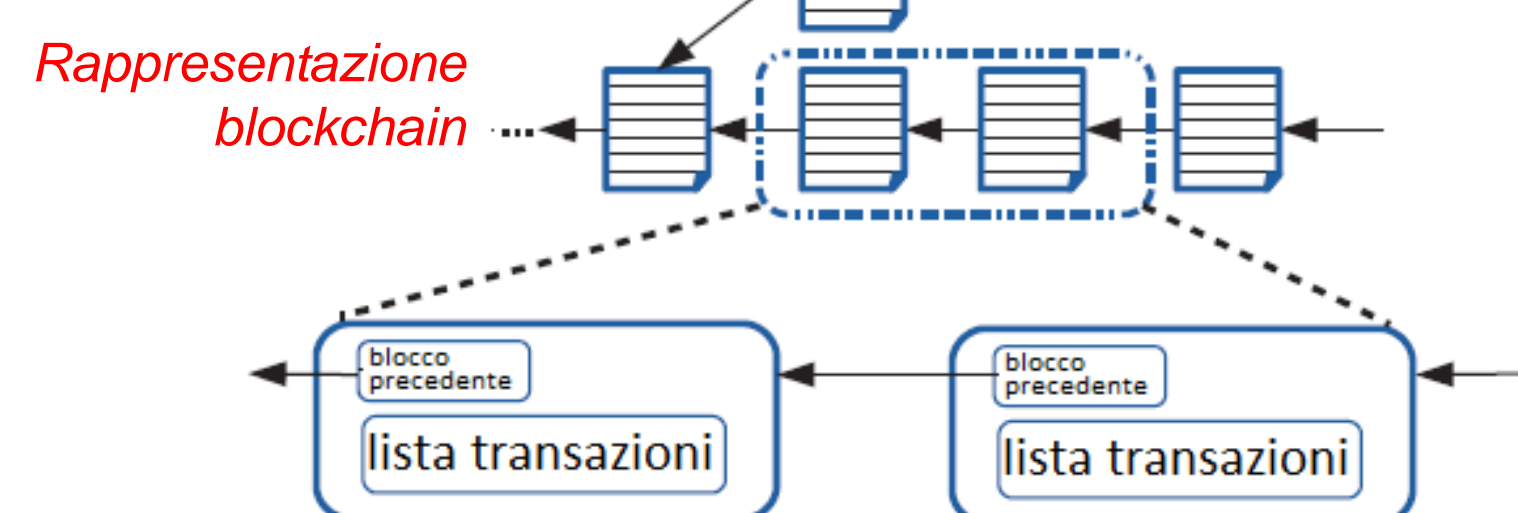 Rappresentazione
blockchain
blocco
precedente
lista transazioni
blocco
precedente
lista transazioni